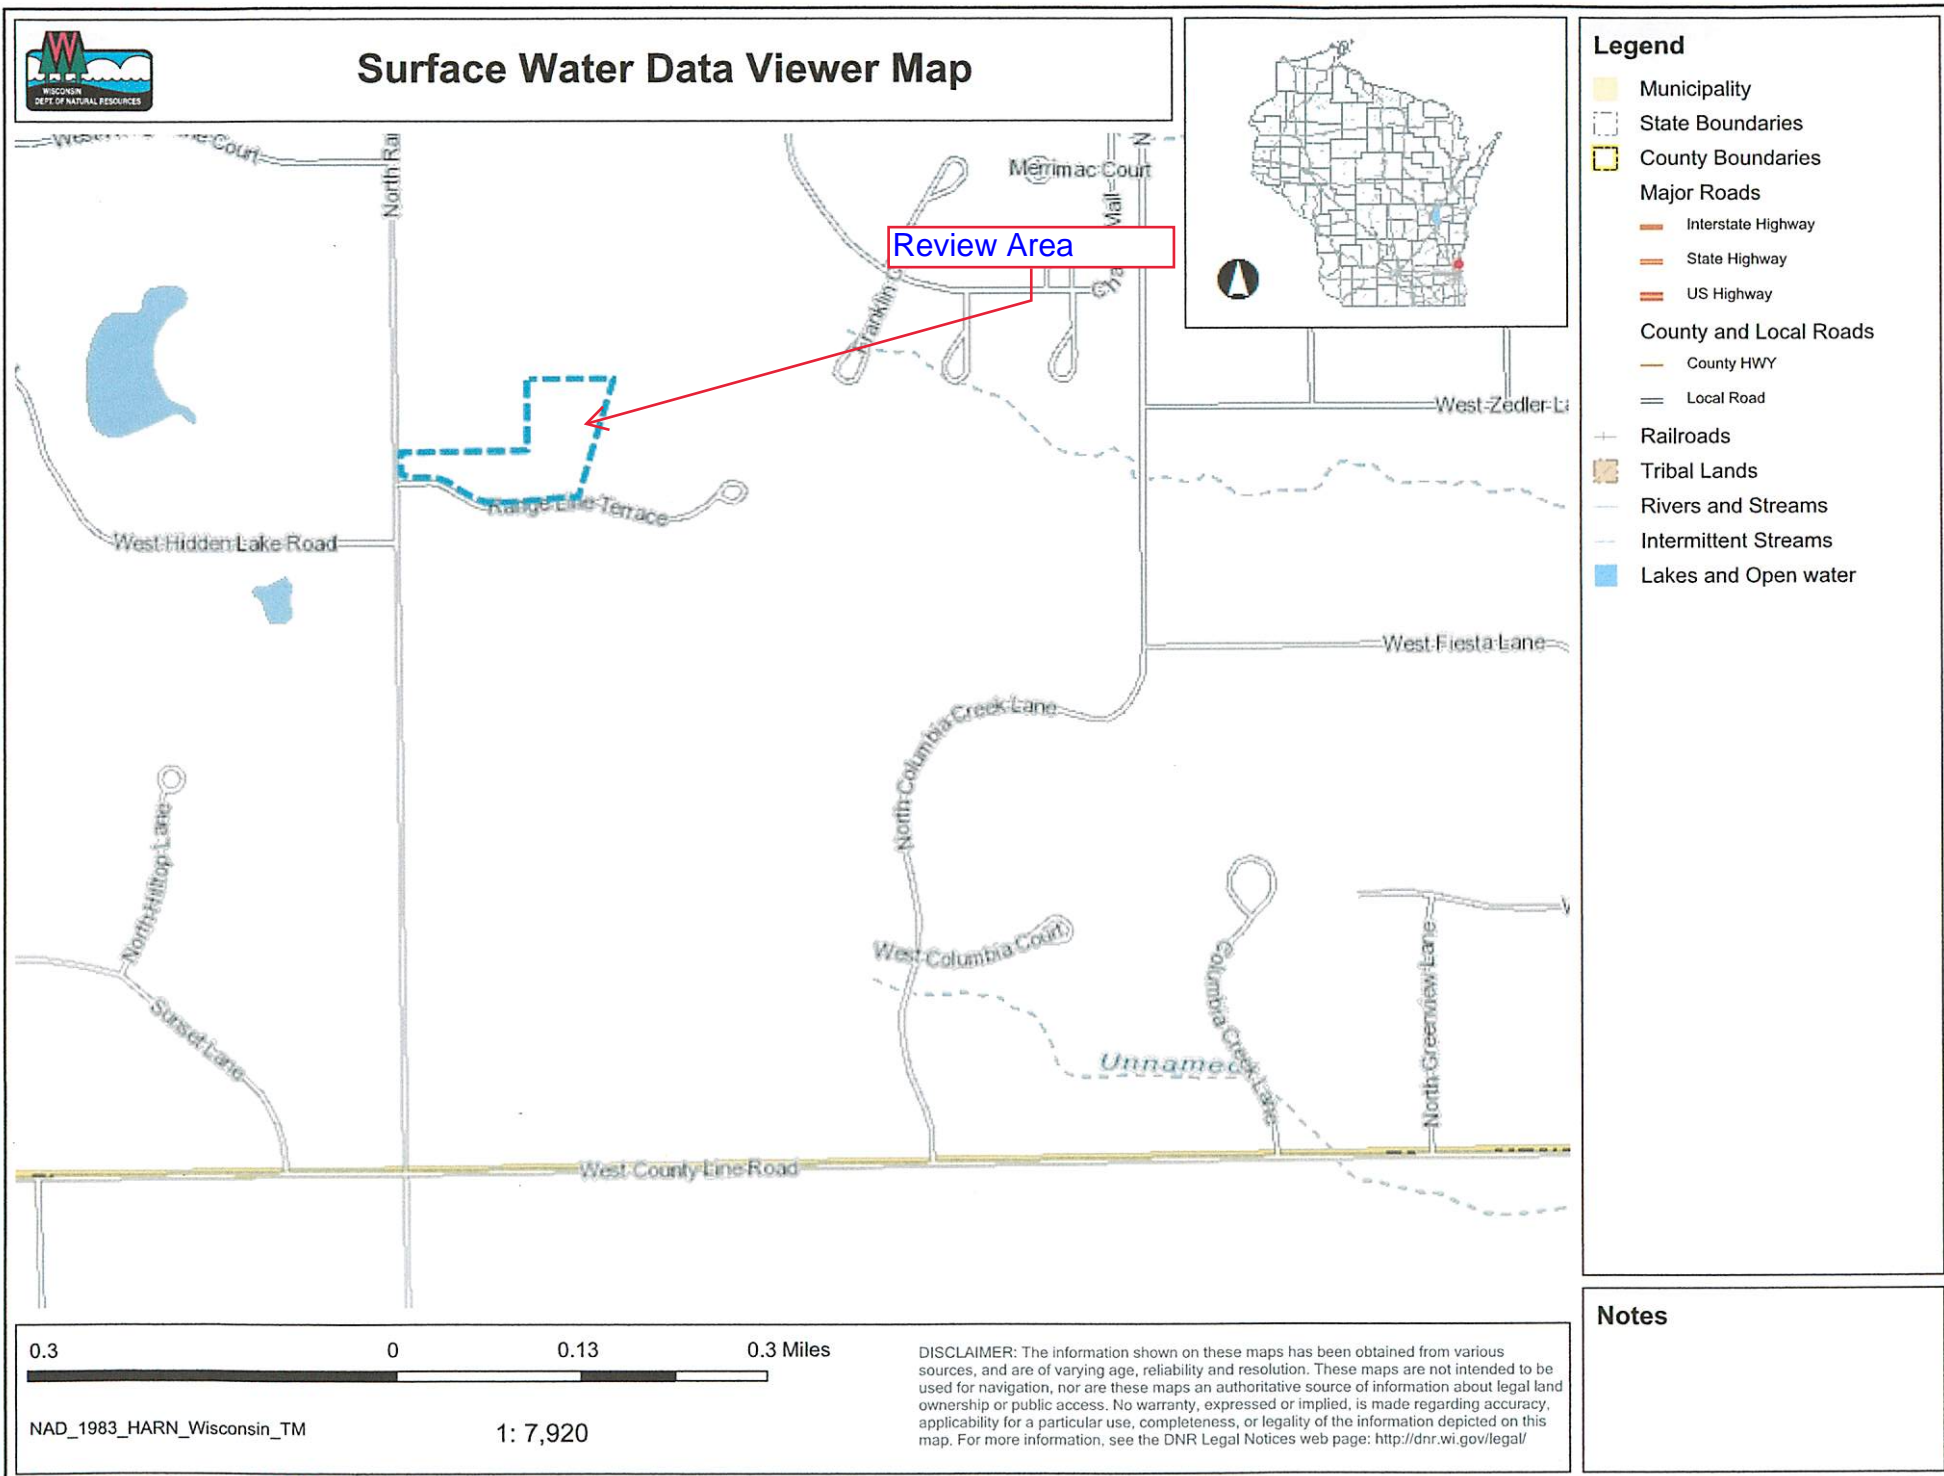 WISCONSIN
DEPT. OF NATURAL RESOURCES
Surface Water Data Viewer Map
Court
North Rai
Merrimac Court
Mall
N
Review Area
Franklin
West Zedler La
Range Line Terrace
West Hidden Lake Road
West Fiesta Lane
North Columbia Creek Lane
North Hilltop Lane
West Columbia Court
Sunset Lane
Columbia Creek Lane
North Greenview Lane
Unnamed
West County Line Road
Legend
Municipality
State Boundaries
County Boundaries
Major Roads
Interstate Highway
State Highway
US Highway
County and Local Roads
County HWY
Local Road
Railroads
Tribal Lands
Rivers and Streams
Intermittent Streams
Lakes and Open water
Notes
0.3 0 0.13 0.3 Miles
NAD_1983_HARN_Wisconsin_TM
1: 7,920
DISCLAIMER: The information shown on these maps has been obtained from various
sources, and are of varying age, reliability and resolution. These maps are not intended to be
used for navigation, nor are these maps an authoritative source of information about legal land
ownership or public access. No warranty, expressed or implied, is made regarding accuracy,
applicability for a particular use, completeness, or legality of the information depicted on this
map. For more information, see the DNR Legal Notices web page: http://dnr.wi.gov/legal/